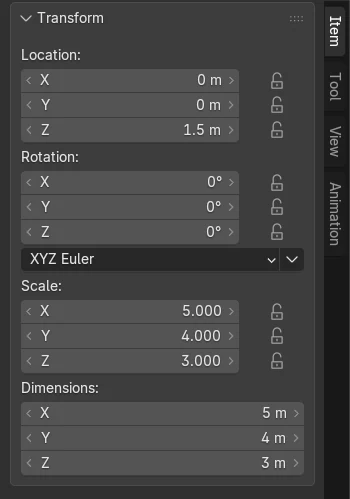 Transform
Location:
X 0 m
Y 0 m
Z 1.5 m
Rotation:
X 0°
Y 0°
Z 0°
XYZ Euler
Scale:
X 5.000
Y 4.000
Z 3.000
Dimensions:
X 5 m
Y 4 m
Z 3 m
Item
Tool
View
Animation